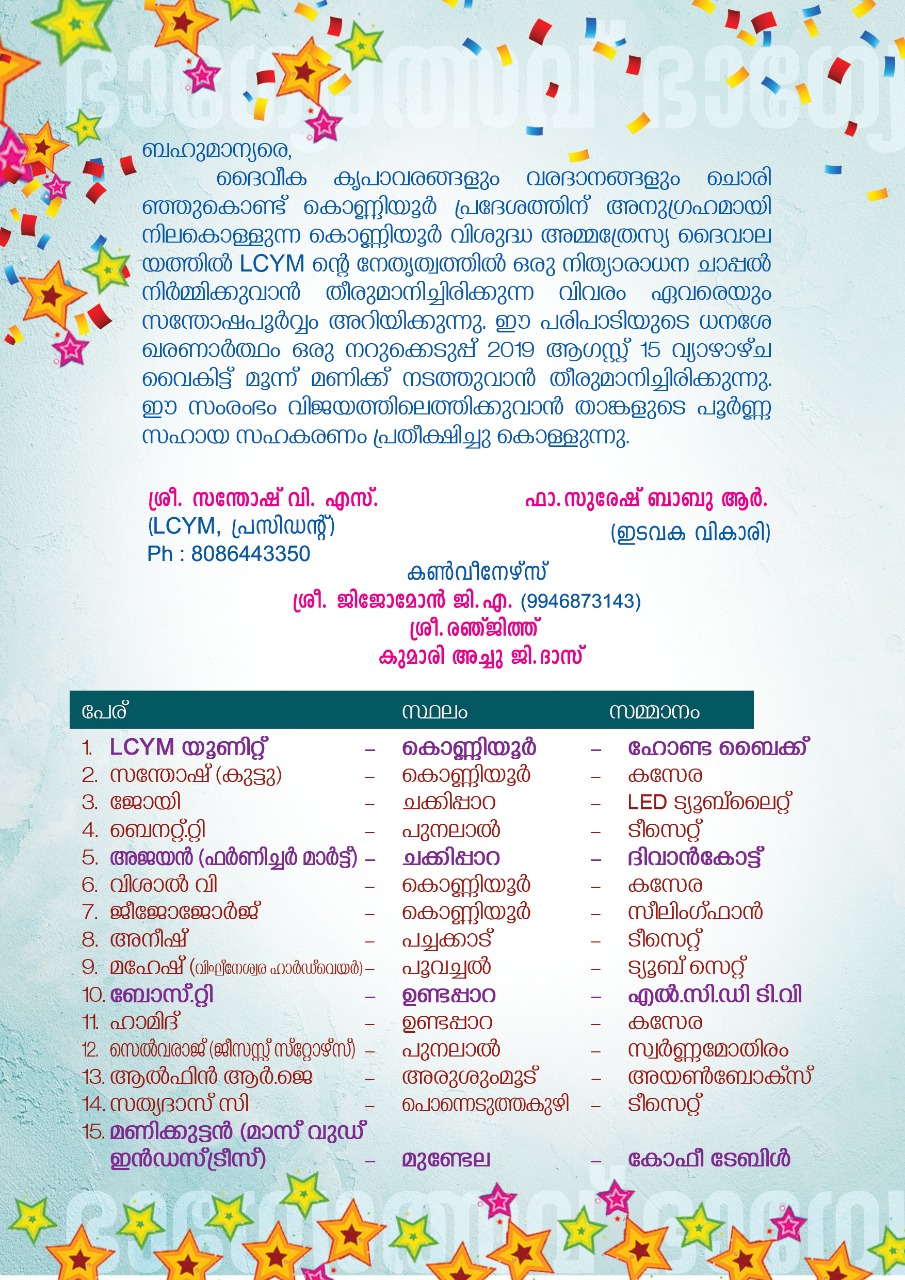 ഭാഗ്യോത്സവ് ഭാഗ്യോ
ബഹുമാന്യരെ,
ദൈവീക കൃപാവരങ്ങളും വരദാനങ്ങളും ചൊരി
ഞ്ഞുകൊണ്ട് കൊണ്ണിയൂർ പ്രദേശത്തിന് അനുഗ്രഹമായി
നിലകൊള്ളുന്ന കൊണ്ണിയൂർ വിശുദ്ധ അമ്മത്രേസ്യ ദൈവാല
യത്തിൽ LCYM ന്റെ നേതൃത്വത്തിൽ ഒരു നിത്യാരാധന ചാപ്പൽ
നിർമ്മിക്കുവാൻ തീരുമാനിച്ചിരിക്കുന്ന വിവരം ഏവരെയും
സന്തോഷപൂർവ്വം അറിയിക്കുന്നു. ഈ പരിപാടിയുടെ ധനശേ
ഖരണാർത്ഥം ഒരു നറുക്കെടുപ്പ് 2019 ആഗസ്റ്റ് 15 വ്യാഴാഴ്ച
വൈകിട്ട് മൂന്ന് മണിക്ക് നടത്തുവാൻ തീരുമാനിച്ചിരിക്കുന്നു.
ഈ സംരംഭം വിജയത്തിലെത്തിക്കുവാൻ താങ്കളുടെ പൂർണ്ണ
സഹായ സഹകരണം പ്രതീക്ഷിച്ചു കൊള്ളുന്നു.
ശ്രീ. സന്തോഷ് വി. എസ്. ഫാ.സുരേഷ് ബാബു ആർ.
(LCYM, പ്രസിഡന്റ്) (ഇടവക വികാരി)
Ph : 8086443350
കൺവീനേഴ്സ്
ശ്രീ. ജിജോമോൻ ജി.എ. (9946873143)
ശ്രീ.രഞ്ജിത്ത്
കുമാരി അച്ചു ജി.ദാസ്
പേര് സ്ഥലം സമ്മാനം
1. LCYM യൂണിറ്റ് – കൊണ്ണിയൂർ – ഹോണ്ട ബൈക്ക്
2. സന്തോഷ് (കുട്ടു) – കൊണ്ണിയൂർ – കസേര
3. ജോയി – ചക്കിപ്പാറ – LED ട്യൂബ്ലൈറ്റ്
4. ബെനറ്റ്.റ്റി – പുനലാൽ – ടീസെറ്റ്
5. അജയൻ (ഫർണിച്ചർ മാർട്ട്) – ചക്കിപ്പാറ – ദിവാൻകോട്ട്
6. വിശാൽ വി – കൊണ്ണിയൂർ – കസേര
7. ജീജോജോർജ് – കൊണ്ണിയൂർ – സീലിംഗ്ഫാൻ
8. അനീഷ് – പച്ചക്കാട് – ടീസെറ്റ്
9. മഹേഷ് (വിഘ്നേശ്വര ഹാർഡ്വെയർ) – പൂവച്ചൽ – ട്യൂബ് സെറ്റ്
10. ബോസ്.റ്റി – ഉണ്ടപ്പാറ – എൽ.സി.ഡി ടി.വി
11. ഹാമിദ് – ഉണ്ടപ്പാറ – കസേര
12. സെൽവരാജ് (ജീസസ്സ് സ്റ്റോഴ്സ്) – പുനലാൽ – സ്വർണ്ണമോതിരം
13. ആൽഫിൻ ആർ.ജെ – അരുശുംമൂട് – അയൺബോക്സ്
14. സത്യദാസ് സി – പൊന്നെടുത്തകുഴി – ടീസെറ്റ്
15. മണിക്കുട്ടൻ (മാസ് വുഡ്
ഇൻഡസ്ട്രീസ്) – മുണ്ടേല – കോഫീ ടേബിൾ
ഭാഗ്യോത്സവ് ഭാഗ്യോ